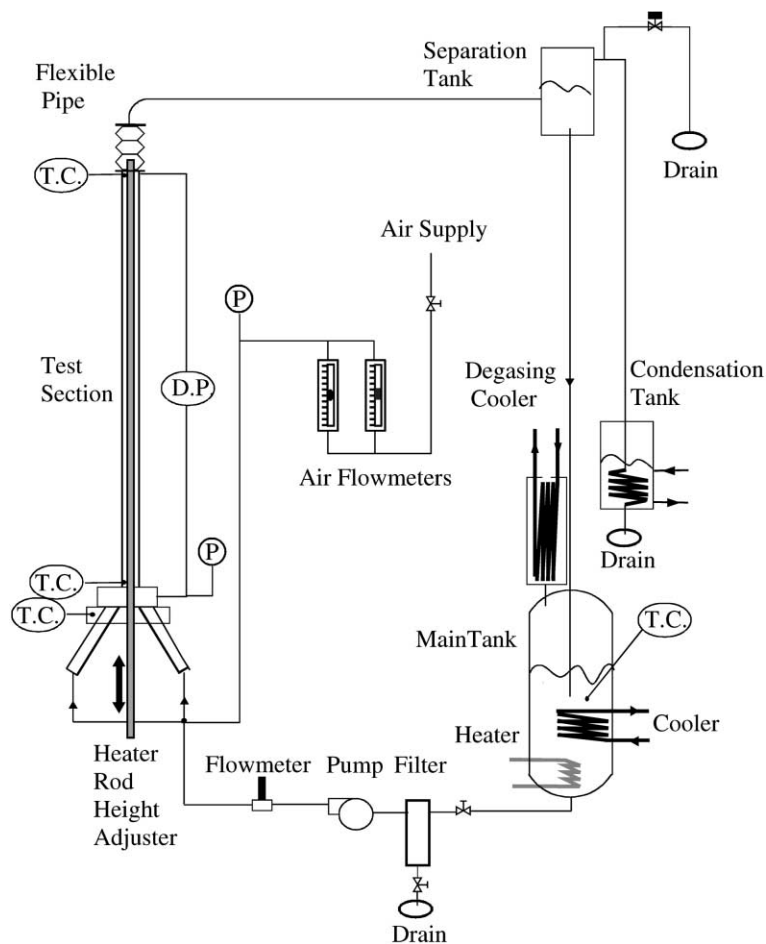 Separation
Tank
Flexible
Pipe
Drain
T.C.
Air Supply
P
Test
Section
D.P
Degasing
Cooler
Condensation
Tank
Air Flowmeters
Drain
P
T.C.
T.C.
MainTank
T.C.
Cooler
Heater
Heater
Rod
Height
Adjuster
Flowmeter
Pump
Filter
Drain